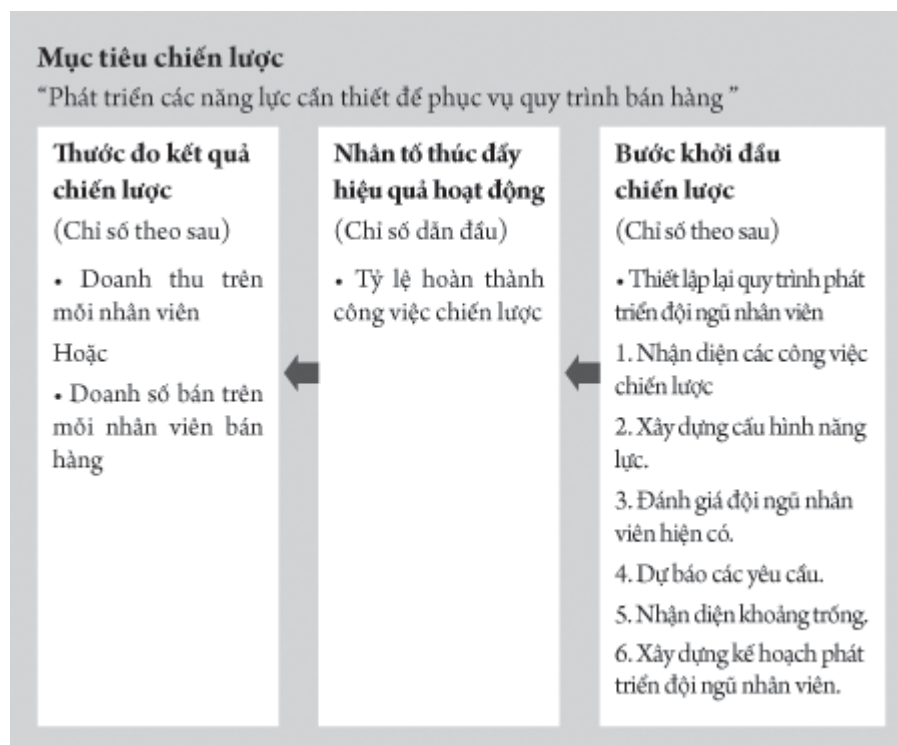 Mục tiêu chiến lược
“Phát triển các năng lực cần thiết để phục vụ quy trình bán hàng ”
Thước đo kết quả
chiến lược
(Chỉ số theo sau)
• Doanh thu trên
mỗi nhân viên
Hoặc
• Doanh số bán trên
mỗi nhân viên bán
hàng
Nhân tố thúc đẩy
hiệu quả hoạt động
(Chỉ số dẫn đầu)
• Tỷ lệ hoàn thành
công việc chiến lược
Bước khởi đầu
chiến lược
(Chỉ số theo sau)
• Thiết lập lại quy trình phát
triển đội ngũ nhân viên
1. Nhận diện các công việc
chiến lược
2. Xây dựng cấu hình năng
lực.
3. Đánh giá đội ngũ nhân
viên hiện có.
4. Dự báo các yêu cầu.
5. Nhận diện khoảng trống.
6. Xây dựng kế hoạch phát
triển đội ngũ nhân viên.